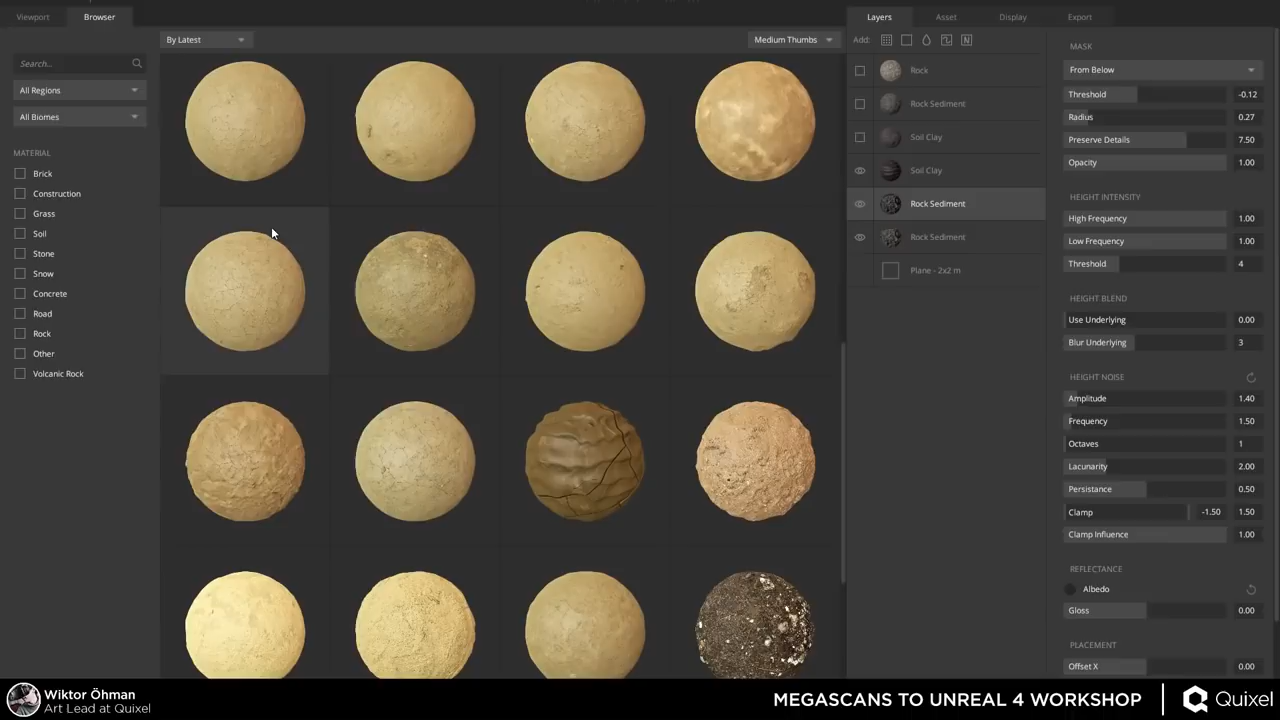 Viewport
Browser
Layers
Asset
Display
Export
By Latest
Medium Thumbs
Add:
N
Search...
All Regions
All Biomes
MATERIAL
Brick
Construction
Grass
Soil
Stone
Snow
Concrete
Road
Rock
Other
Volcanic Rock
Rock
Rock Sediment
Soil Clay
Soil Clay
Rock Sediment
Rock Sediment
Plane - 2x2 m
MASK
From Below
Threshold -0.12
Radius 0.27
Preserve Details 7.50
Opacity 1.00
HEIGHT INTENSITY
High Frequency 1.00
Low Frequency 1.00
Threshold 4
HEIGHT BLEND
Use Underlying 0.00
Blur Underlying 3
HEIGHT NOISE
Amplitude 1.40
Frequency 1.50
Octaves 1
Lacunarity 2.00
Persistance 0.50
Clamp -1.50 1.50
Clamp Influence 1.00
REFLECTANCE
Albedo
Gloss 0.00
PLACEMENT
Offset X 0.00
Wiktor Öhman
Art Lead at Quixel
MEGASCANS TO UNREAL 4 WORKSHOP
Quixel